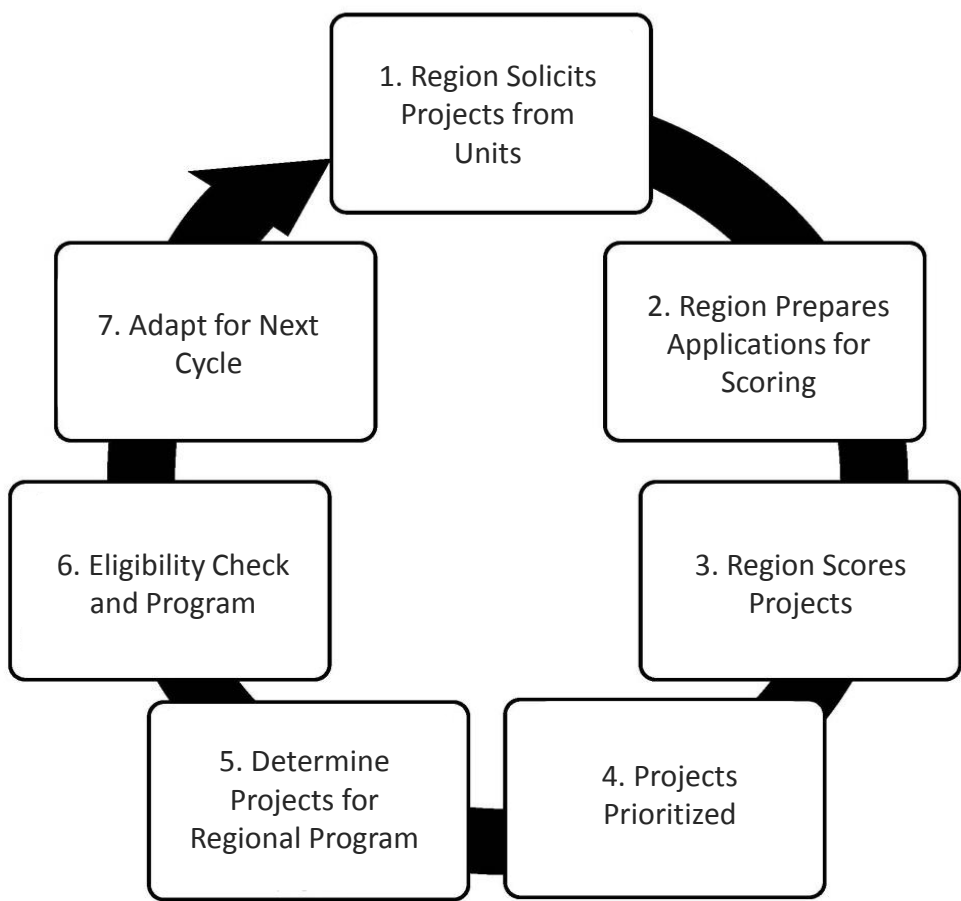 1. Region Solicits
Projects from
Units
2. Region Prepares
Applications for
Scoring
3. Region Scores
Projects
4. Projects
Prioritized
5. Determine
Projects for
Regional Program
6. Eligibility Check
and Program
7. Adapt for Next
Cycle